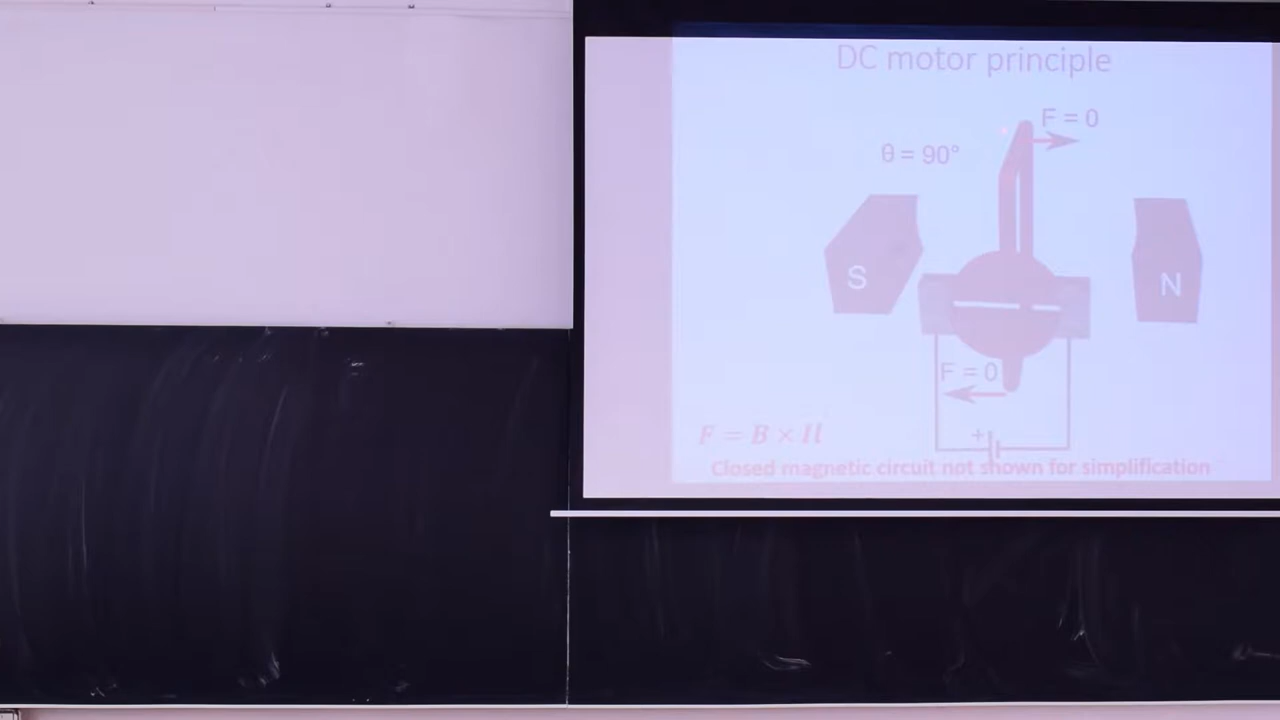 DC motor principle
F = 0
θ = 90°
S
N
F = 0
+
F = B × Il
Closed magnetic circuit not shown for simplification